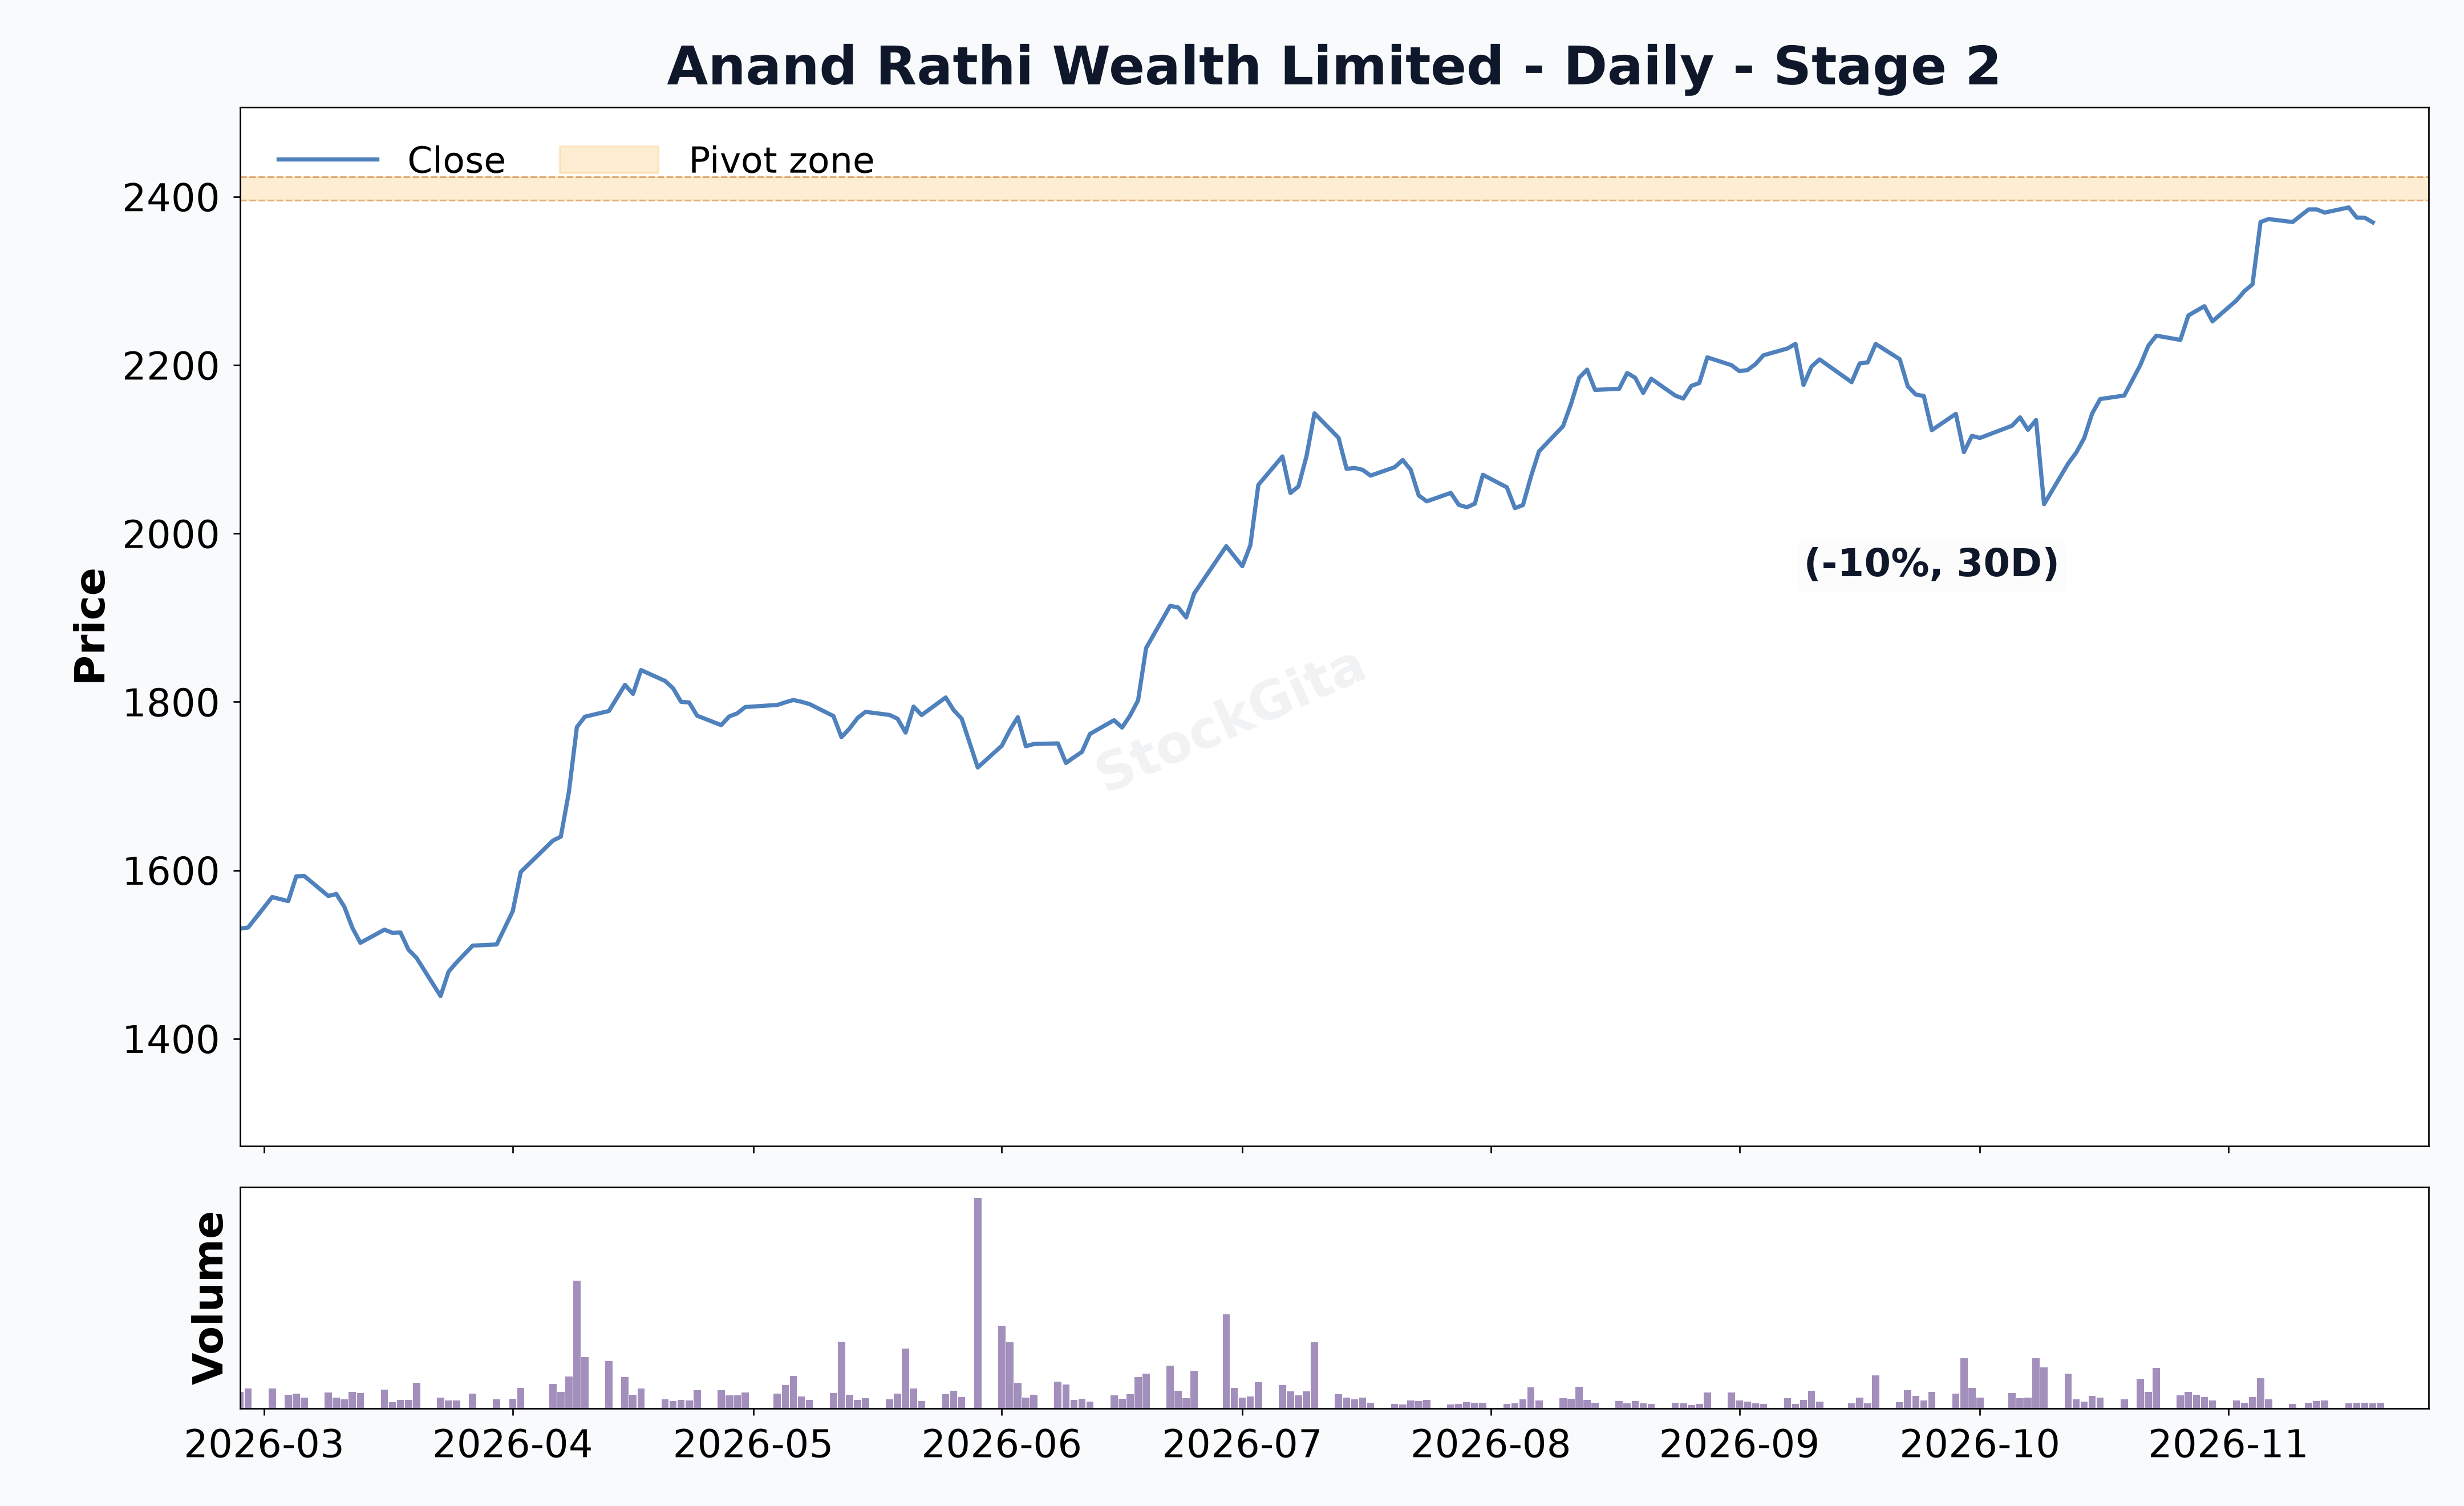 Anand Rathi Wealth Limited - Daily - Stage 2
Close
Pivot zone
2400
2200
2000
1800
1600
1400
Price
(-10%, 30D)
StockGita
Volume
2026-03
2026-04
2026-05
2026-06
2026-07
2026-08
2026-09
2026-10
2026-11